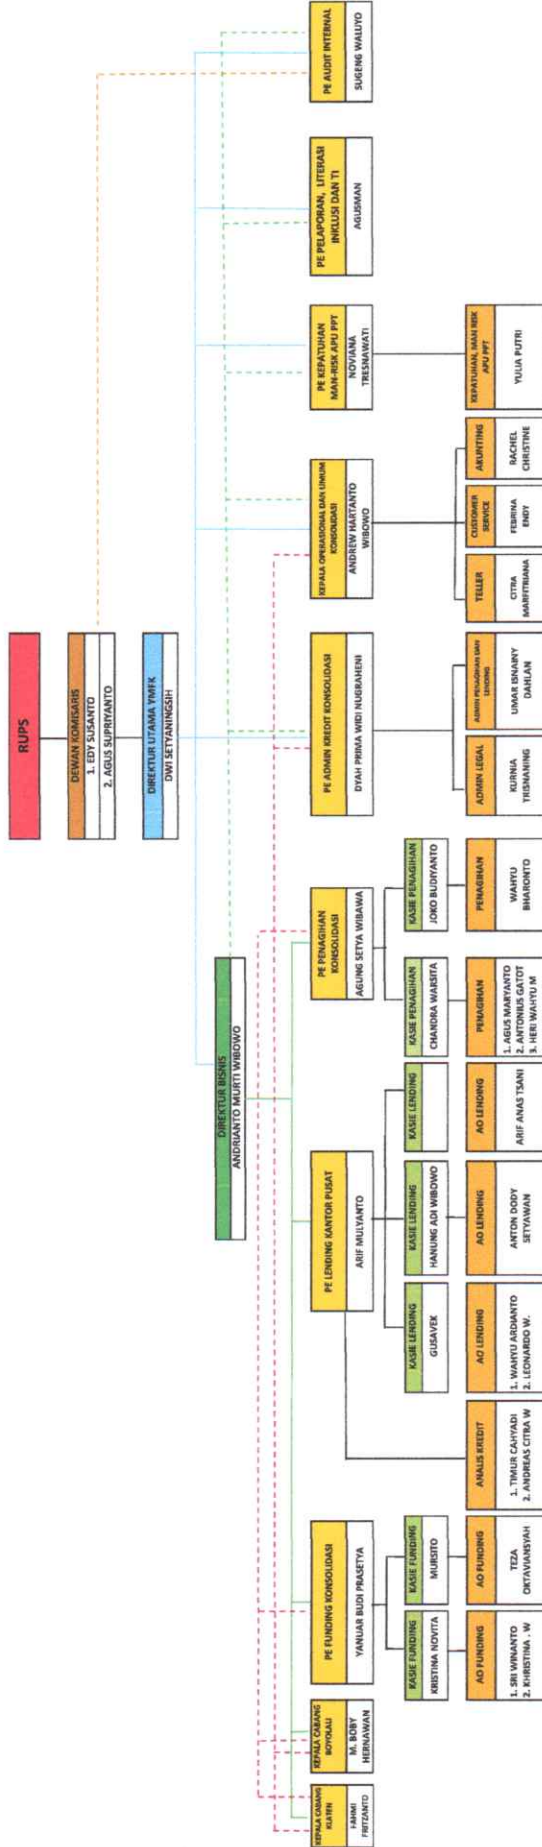 RUPS
DEWAN KOMISARIS
1. EDY SUSANTO
2. AGUS SUPRIYANTO
DIREKTUR UTAMA YMFK
DWI SETYANINGSIH
DIREKTUR BISNIS
ANDRIANTO MURTI WIBOWO
KEPALA CABANG
KLATEN
FAHMI
FRITZANTO
KEPALA CABANG
BOYOLALI
M. BOBY
HERNAWAN
PE FUNDING KONSOLIDASI
YANUAR BUDI PRASETYA
PE LENDING KANTOR PUSAT
ARIF MULYANTO
PE PENAGIHAN
KONSOLIDASI
AGUNG SETYA WIBAWA
PE ADMIN KREDIT KONSOLIDASI
DYAH PRIMA WIDI NUGRAHENI
KEPALA OPERASIONAL DAN UMUM
KONSOLIDASI
ANDREW HARTANTO
WIBOWO
PE KEPATUHAN
MAN-RISK APU PPT
NOVIANA
TRESNAWATI
PE PELAPORAN, LITERASI
INKLUSI DAN TI
AGUSMAN
PE AUDIT INTERNAL
SUGENG WALUYO
KASIE FUNDING
KRISTINA NOVITA
KASIE FUNDING
MURSITO
KASIE LENDING
GUSAVEK
KASIE LENDING
HANUNG ADI WIBOWO
KASIE LENDING
KASIE PENAGIHAN
CHANDRA WARSITA
KASIE PENAGIHAN
JOKO BUDIYANTO
AO FUNDING
1. SRI WINANTO
2. KHRISTINA . W
AO FUNDING
TEZA
OKTAVIANSYAH
ANALIS KREDIT
1. TIMUR CAHYADI
2. ANDREAS CITRA W
AO LENDING
1. WAHYU ARDIANTO
2. LEONARDO W.
AO LENDING
ANTON DODY
SETYAWAN
AO LENDING
ARIF ANAS TSANI
PENAGIHAN
1. AGUS MARYANTO
2. ANTONIUS GATOT
3. HERI WAHYU M
PENAGIHAN
WAHYU
BHARONTO
ADMIN LEGAL
KURNIA
TRISNANING
ADMIN PENAGIHAN DAN
LENDING
UMAR ISNAINY
DAHLAN
TELLER
CITRA
MARFITRIANA
CUSTOMER
SERVICE
FEBRINA
ENDY
AKUNTING
RACHEL
CHRISTINE
KEPATUHAN, MAN RISK
APU PPT
YULIA PUTRI